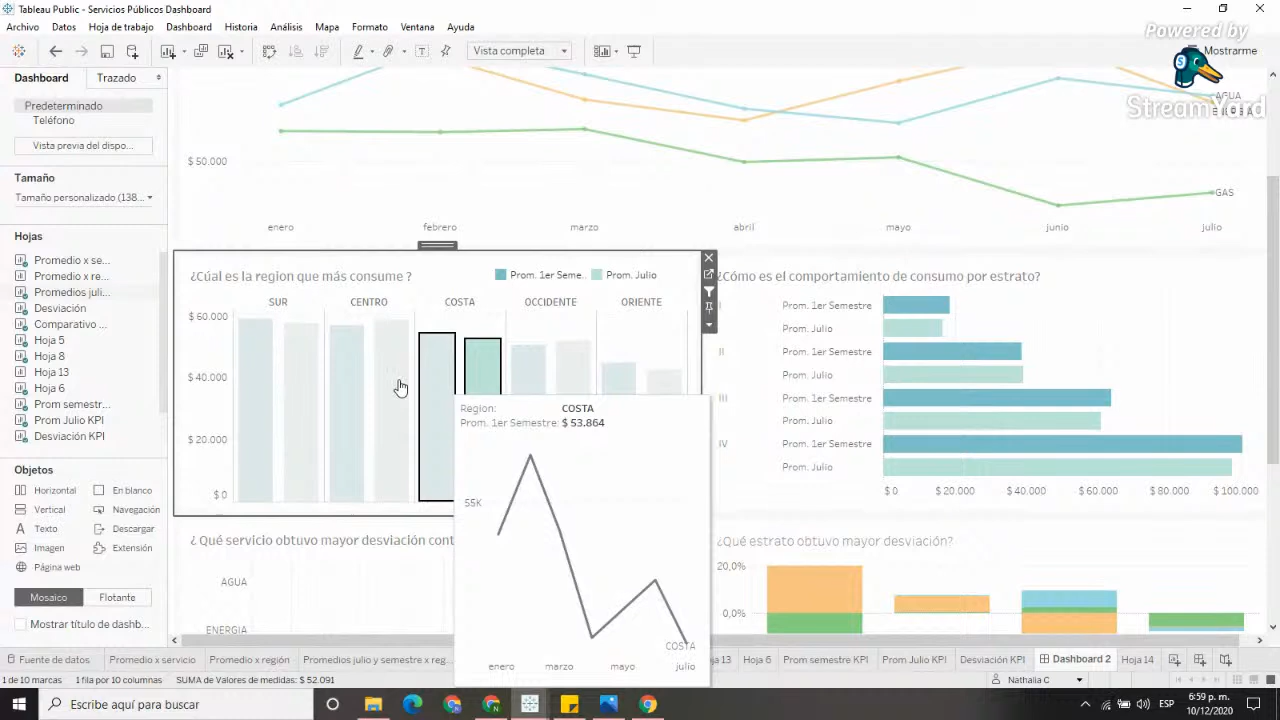 Tableau Public - Servicios Públicos Dashboard
Archivo Datos Hoja de trabajo Dashboard Historia Análisis Mapa Formato Ventana Ayuda
Powered by
StreamYard
Vista completa
Mostrarme
Dashboard Trazado
Predeterminado
Teléfono
Vista previa del dispo...
Tamaño
Tamaño personalizado (138...
Hojas
Promedio x se...
Promedio x re...
Promedios juli...
Desviación
Comparativo ...
Hoja 5
Hoja 8
Hoja 13
Hoja 6
Prom semestr...
Prom Julio KPI
Desviación KPI
Objetos
Horizontal En blanco
Vertical Navegación
Texto Descargar
Imagen Extensión
Página web
Mosaico Flotante
Mostrar título de dashb...
AGUA
$ 50.000
GAS
enero febrero marzo abril mayo junio julio
¿Cúal es la region que más consume ?
Prom. 1er Seme.. Prom. Julio
SUR CENTRO COSTA OCCIDENTE ORIENTE
$ 60.000
$ 40.000
$ 20.000
$ 0
Region: COSTA
Prom. 1er Semestre: $ 53.864
55K
COSTA
enero marzo mayo julio
¿Cómo es el comportamiento de consumo por estrato?
I Prom. 1er Semestre
Prom. Julio
II Prom. 1er Semestre
Prom. Julio
III Prom. 1er Semestre
Prom. Julio
IV Prom. 1er Semestre
Prom. Julio
$ 0 $ 20.000 $ 40.000 $ 60.000 $ 80.000 $ 100.000
¿ Qué servicio obtuvo mayor desviación cont
AGUA
ENERGIA
¿Qué estrato obtuvo mayor desviación?
20,0%
0,0%
Fuente de datos Promedio x servicio Promedio x región Promedios julio y semestre x reg... Hoja 13 Hoja 6 Prom semestre KPI Prom Julio KPI Desviación KPI Dashboard 2 Hoja 14
1 de 10 marcas 1 fila por 10 columnas SUMA de Valores de medidas: $ 52.091
Nathalia C
Escribe aquí para buscar
ESP
6:59 p. m.
10/12/2020